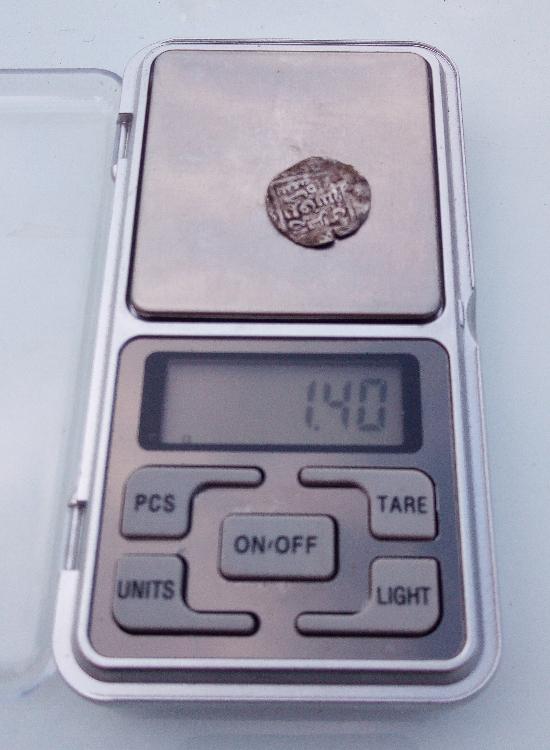 1.40
PCS
TARE
ON/OFF
UNITS
LIGHT